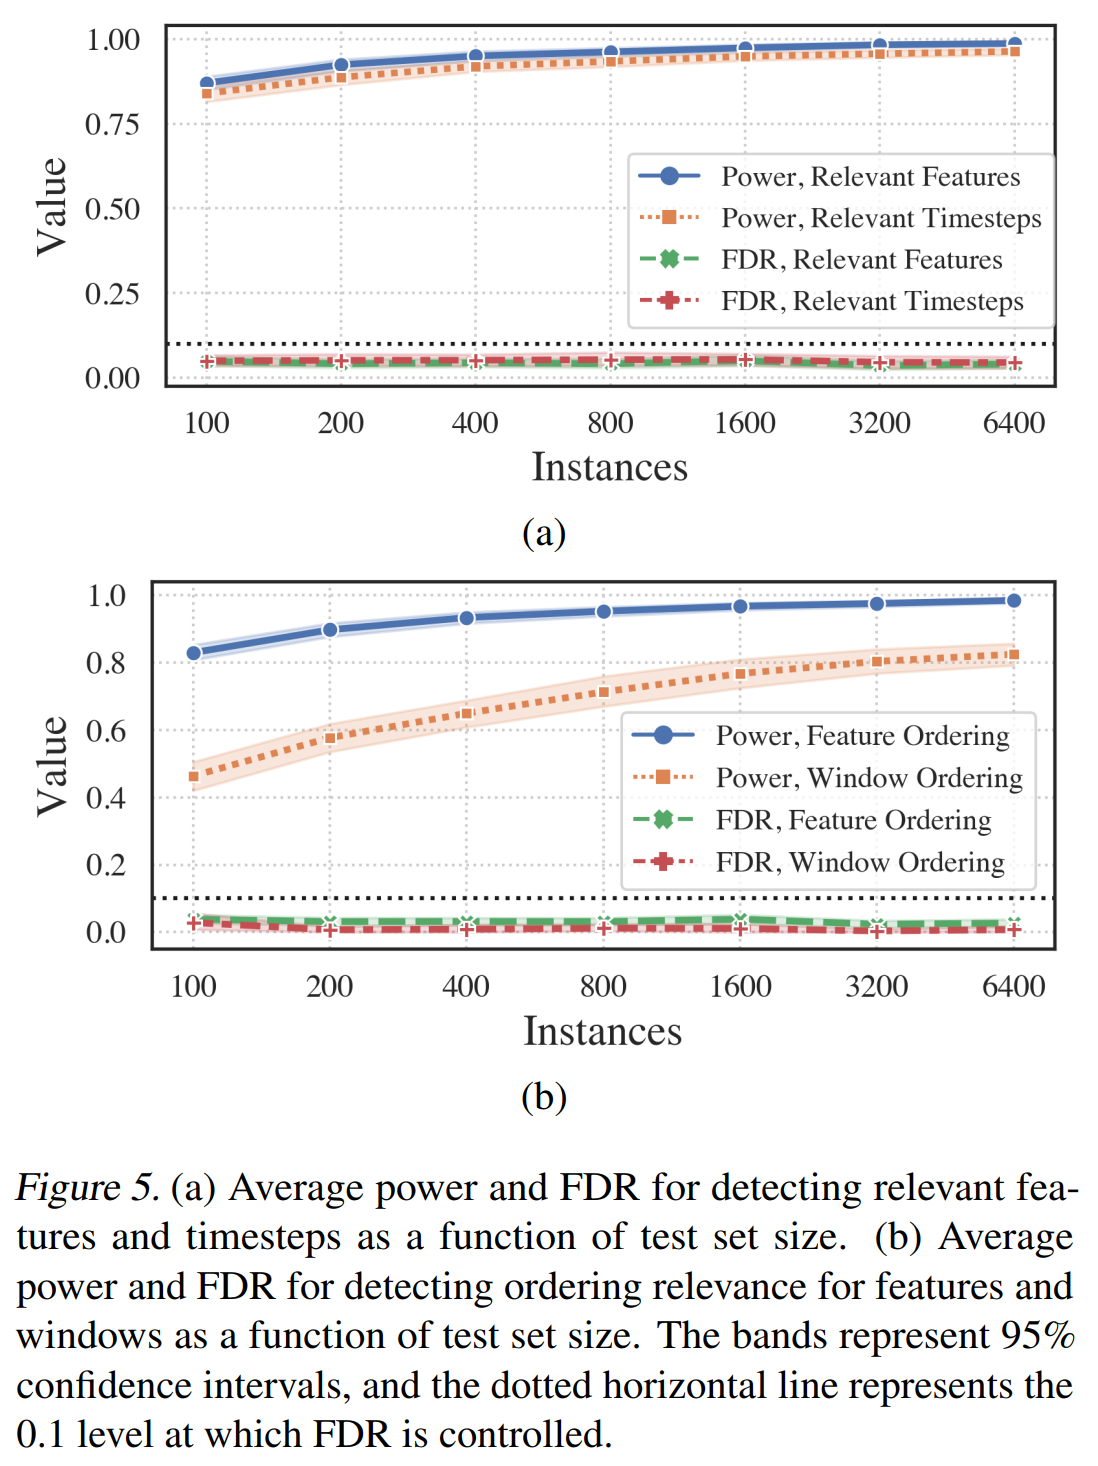 1.00
0.75
0.50
0.25
0.00
Value
Power, Relevant Features
Power, Relevant Timesteps
FDR, Relevant Features
FDR, Relevant Timesteps
100 200 400 800 1600 3200 6400
Instances
(a)
1.0
0.8
0.6
0.4
0.2
0.0
Value
Power, Feature Ordering
Power, Window Ordering
FDR, Feature Ordering
FDR, Window Ordering
100 200 400 800 1600 3200 6400
Instances
(b)
Figure 5. (a) Average power and FDR for detecting relevant fea-
tures and timesteps as a function of test set size. (b) Average
power and FDR for detecting ordering relevance for features and
windows as a function of test set size. The bands represent 95%
confidence intervals, and the dotted horizontal line represents the
0.1 level at which FDR is controlled.